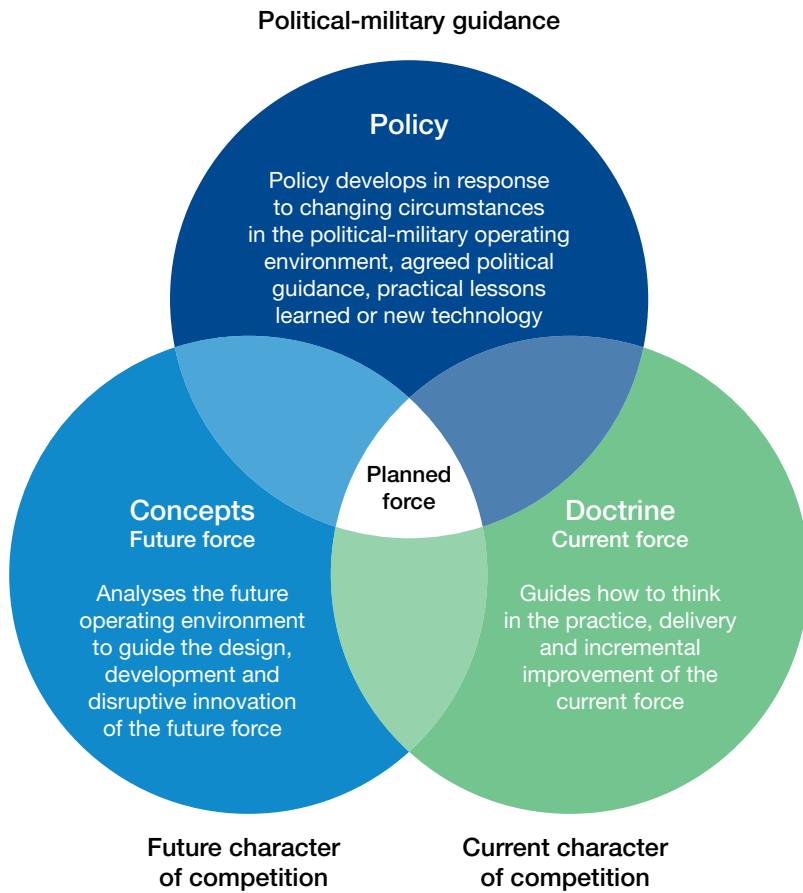 Political-military guidance
Policy
Policy develops in response
to changing circumstances
in the political-military operating
environment, agreed political
guidance, practical lessons
learned or new technology
Planned
force
Concepts
Future force
Analyses the future
operating environment
to guide the design,
development and
disruptive innovation
of the future force
Doctrine
Current force
Guides how to think
in the practice, delivery
and incremental
improvement of the
current force
Future character
of competition
Current character
of competition